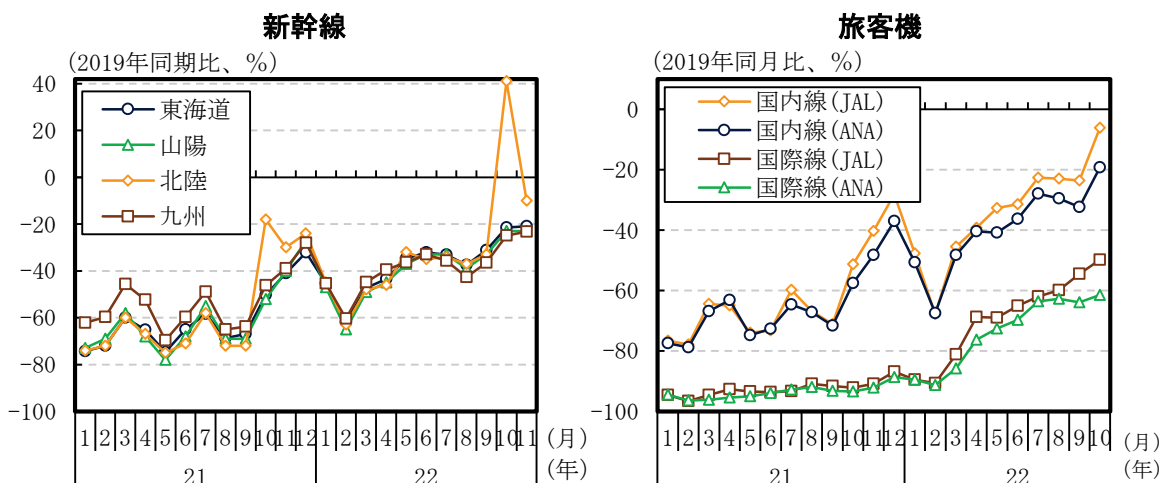 新幹線
(2019年同期比、%)
40
20
0
-20
-40
-60
-80
-100
東海道
山陽
北陸
九州
1 2 3 4 5 6 7 8 9 10 11 12 1 2 3 4 5 6 7 8 9 10 11 (月)
21 22 (年)
旅客機
(2019年同月比、%)
0
-20
-40
-60
-80
-100
国内線(JAL)
国内線(ANA)
国際線(JAL)
国際線(ANA)
1 2 3 4 5 6 7 8 9 10 11 12 1 2 3 4 5 6 7 8 9 10 (月)
21 22 (年)